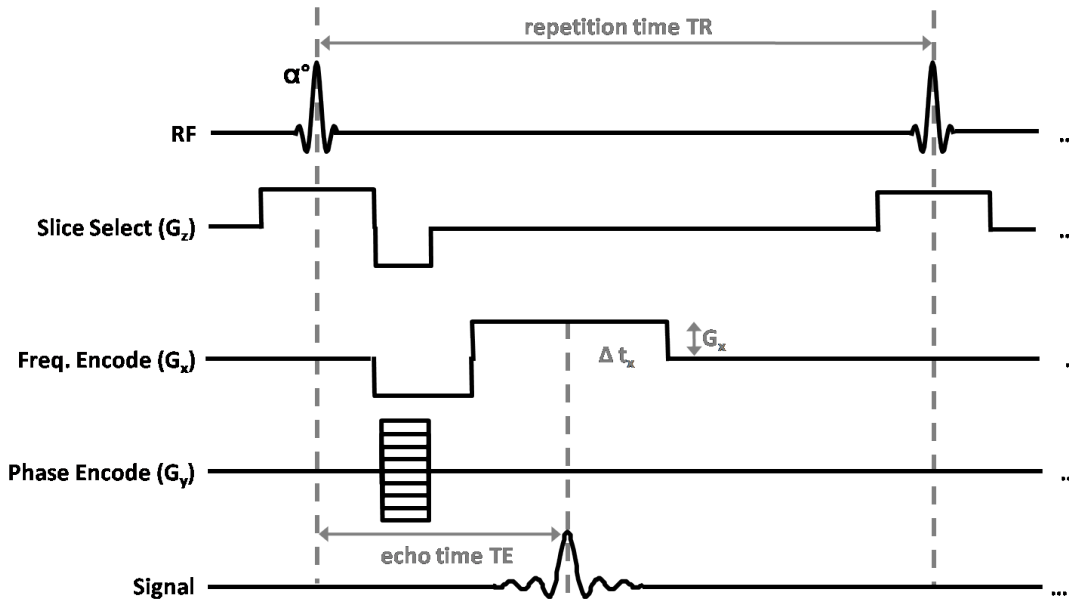 repetition time TR
α°
RF
...
Slice Select (Gz)
...
Freq. Encode (Gx)
Δ tx
Gx
.
Phase Encode (Gy)
..
echo time TE
Signal
...